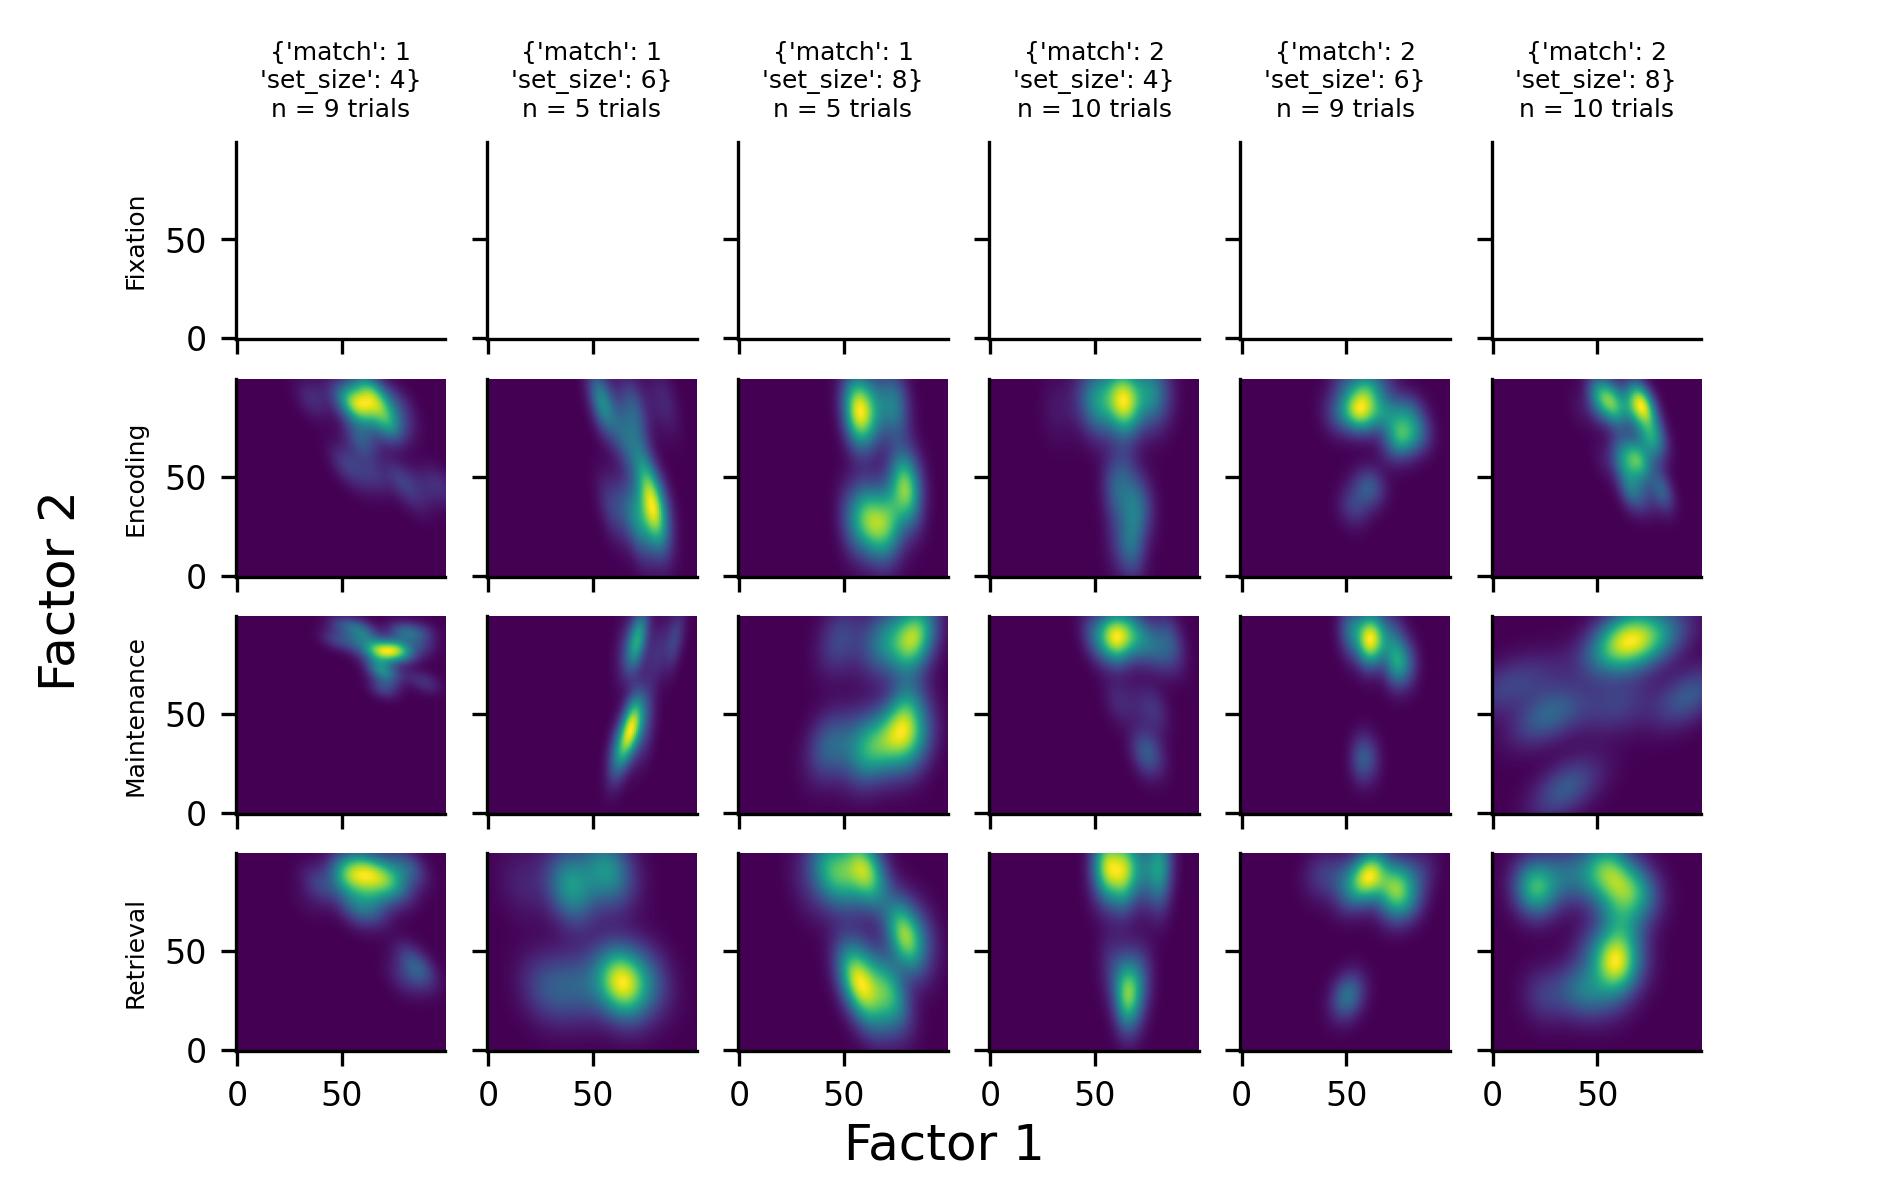 {'match': 1
'set_size': 4}
n = 9 trials
{'match': 1
'set_size': 6}
n = 5 trials
{'match': 1
'set_size': 8}
n = 5 trials
{'match': 2
'set_size': 4}
n = 10 trials
{'match': 2
'set_size': 6}
n = 9 trials
{'match': 2
'set_size': 8}
n = 10 trials
Factor 2
Fixation
50
0
Encoding
50
0
Maintenance
50
0
Retrieval
50
0
0 50 0 50 0 50 0 50 0 50 0 50
Factor 1